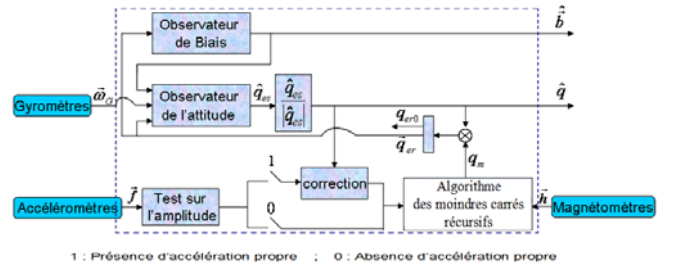 Observateur
de Biais
b̂
Gyromètres
ω⃗G
Observateur
de l'attitude
q̂es
q̂es
|q̂es|
q̂
qer0
q⃗er
qm
1
correction
Algorithme
des moindres carrés
récursifs
Accéléromètres
f⃗
Test sur
l'amplitude
0
h⃗
Magnétomètres
1 : Présence d'accélération propre ; 0 : Absence d'accélération propre